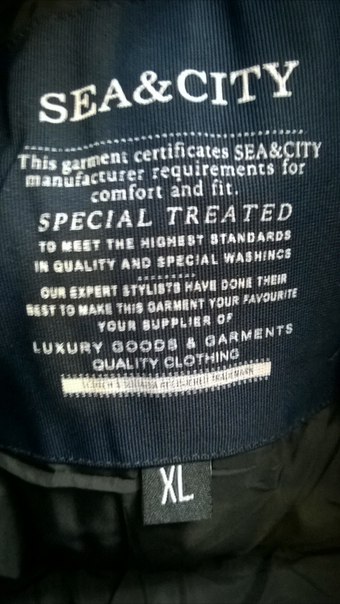 SEA&CITY
This garment certificates SEA&CITY
manufacturer requirements for
comfort and fit.
SPECIAL TREATED
TO MEET THE HIGHEST STANDARDS
IN QUALITY AND SPECIAL WASHINGS
OUR EXPERT STYLISTS HAVE DONE THEIR
BEST TO MAKE THIS GARMENT YOUR FAVOURITE
YOUR SUPPLIER OF
LUXURY GOODS & GARMENTS
QUALITY CLOTHING
TRADEMARK
XL